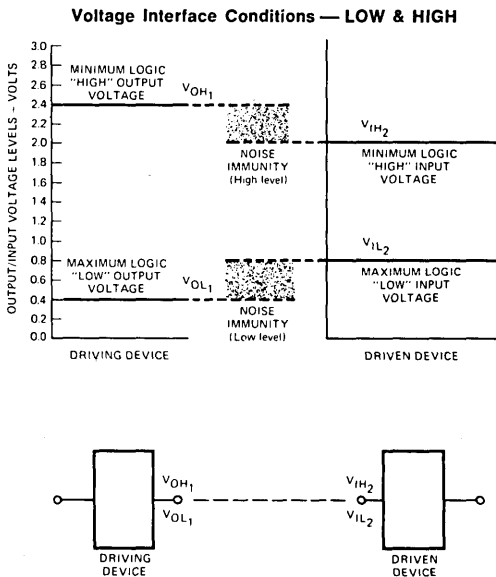 Voltage Interface Conditions — LOW & HIGH
OUTPUT/INPUT VOLTAGE LEVELS - VOLTS
3.0
2.8
2.6
2.4
2.2
2.0
1.8
1.6
1.4
1.2
1.0
0.8
0.6
0.4
0.2
0.0
MINIMUM LOGIC
"HIGH" OUTPUT
VOLTAGE
VOH1
NOISE
IMMUNITY
(High level)
VIH2
MINIMUM LOGIC
"HIGH" INPUT
VOLTAGE
MAXIMUM LOGIC
"LOW" OUTPUT
VOLTAGE
VOL1
NOISE
IMMUNITY
(Low level)
VIL2
MAXIMUM LOGIC
"LOW" INPUT
VOLTAGE
DRIVING DEVICE
DRIVEN DEVICE
VOH1
VOL1
VIH2
VIL2
DRIVING
DEVICE
DRIVEN
DEVICE